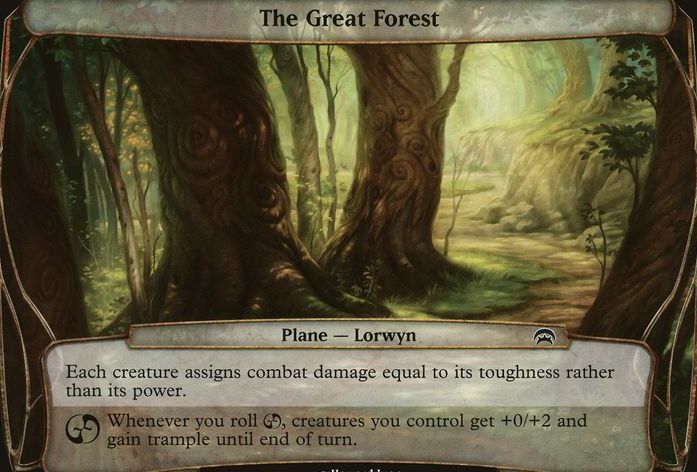 The Great Forest
Plane — Lorwyn
Each creature assigns combat damage equal to its toughness rather
than its power.
Whenever you roll , creatures you control get +0/+2 and
gain trample until end of turn.